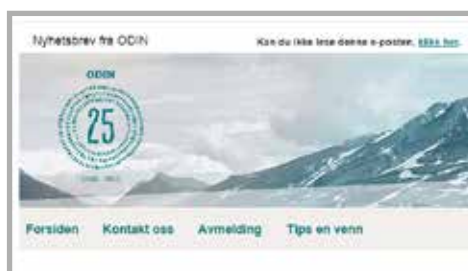 Nyhetsbrev fra ODIN
Kan du ikke lese denne e-posten, klikk her.
ODIN
25
Forsiden Kontakt oss Avmelding Tips en venn